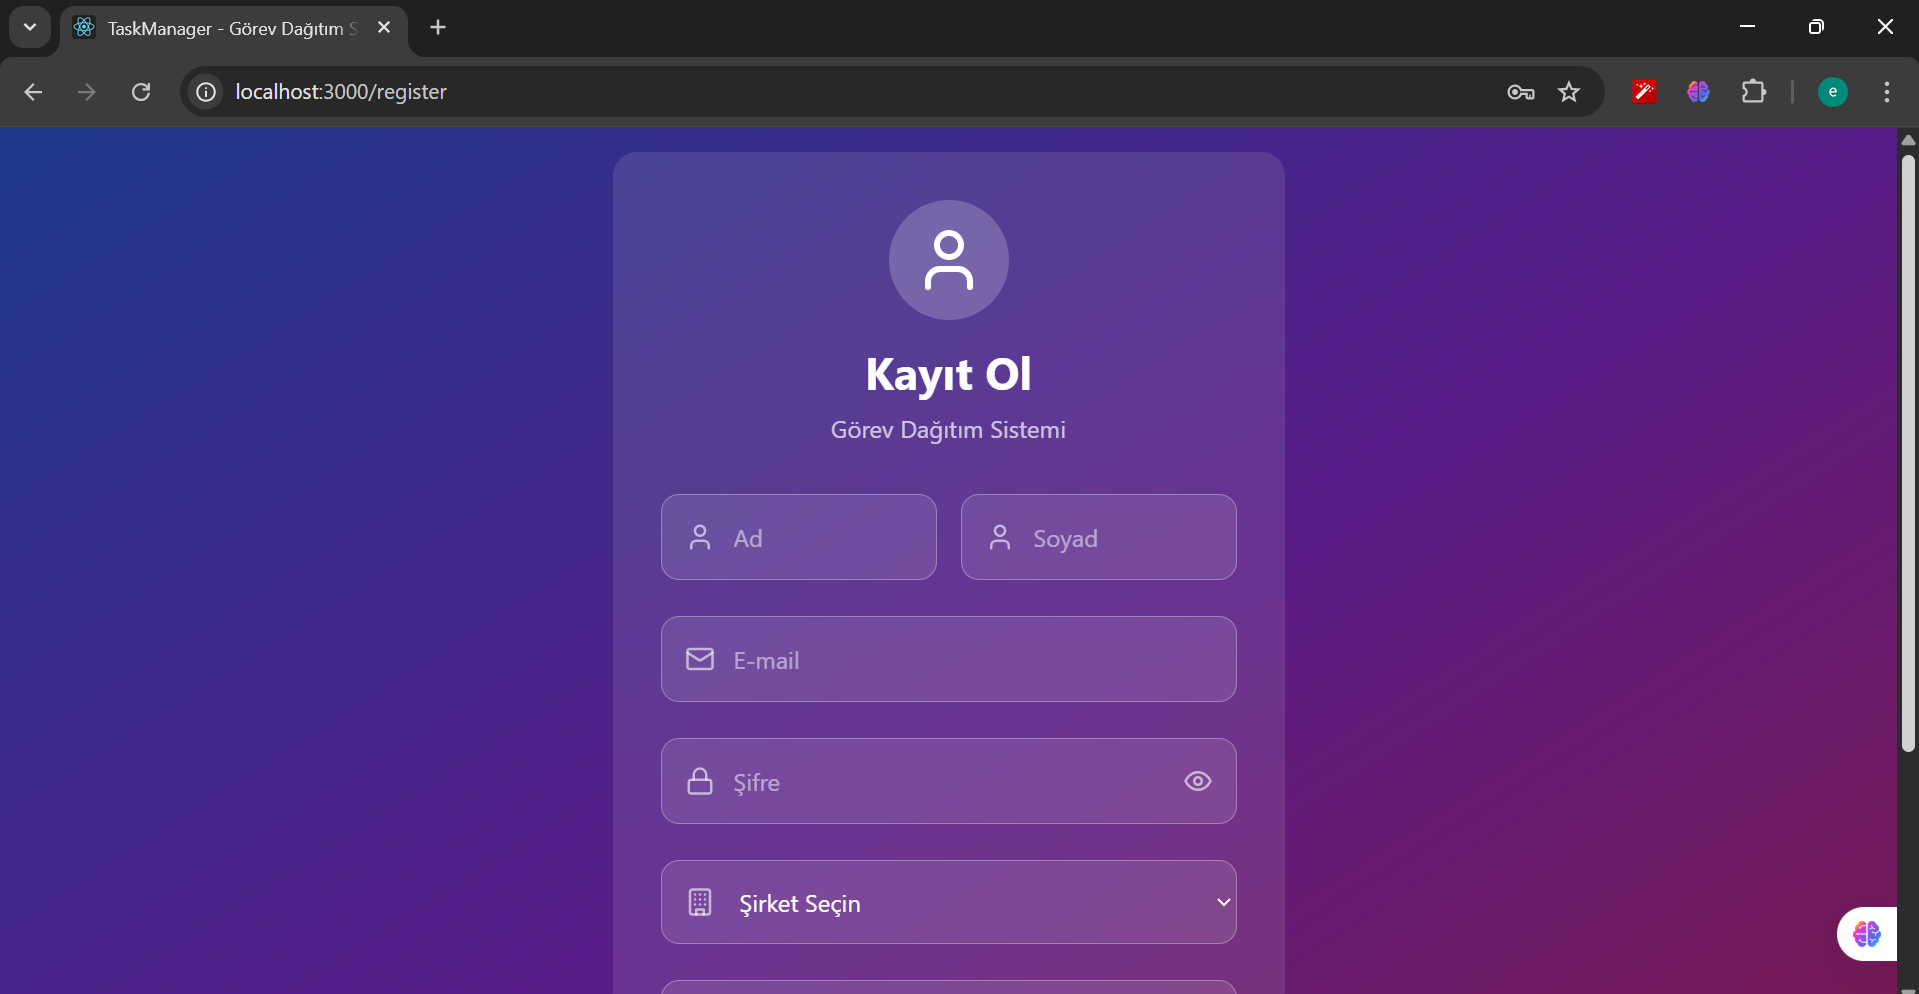 TaskManager - Görev Dağıtım S
localhost:3000/register
e
Kayıt Ol
Görev Dağıtım Sistemi
Ad
Soyad
E-mail
Şifre
Şirket Seçin